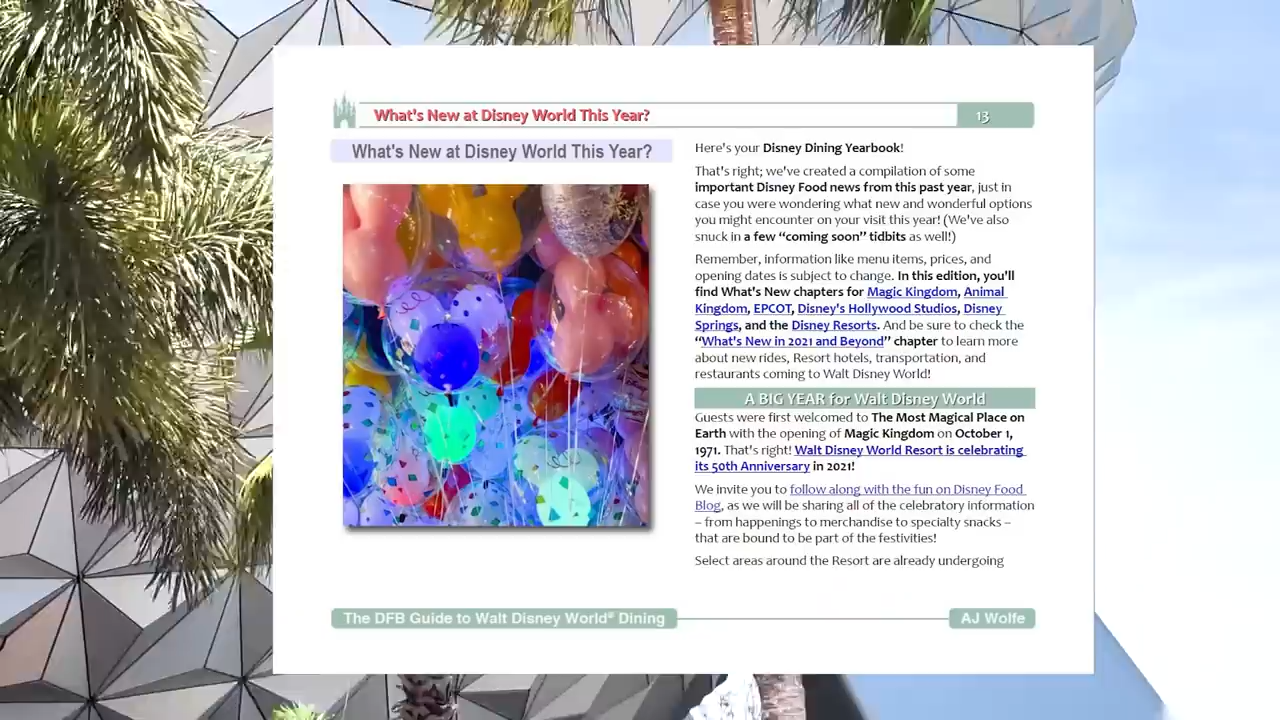 What's New at Disney World This Year?
13
What's New at Disney World This Year?
Here's your Disney Dining Yearbook!
That's right; we've created a compilation of some
important Disney Food news from this past year, just in
case you were wondering what new and wonderful options
you might encounter on your visit this year! (We've also
snuck in a few “coming soon” tidbits as well!)
Remember, information like menu items, prices, and
opening dates is subject to change. In this edition, you'll
find What's New chapters for Magic Kingdom, Animal
Kingdom, EPCOT, Disney's Hollywood Studios, Disney
Springs, and the Disney Resorts. And be sure to check the
“What's New in 2021 and Beyond” chapter to learn more
about new rides, Resort hotels, transportation, and
restaurants coming to Walt Disney World!
A BIG YEAR for Walt Disney World
Guests were first welcomed to The Most Magical Place on
Earth with the opening of Magic Kingdom on October 1,
1971. That's right! Walt Disney World Resort is celebrating
its 50th Anniversary in 2021!
We invite you to follow along with the fun on Disney Food
Blog, as we will be sharing all of the celebratory information
– from happenings to merchandise to specialty snacks –
that are bound to be part of the festivities!
Select areas around the Resort are already undergoing
The DFB Guide to Walt Disney World® Dining
AJ Wolfe